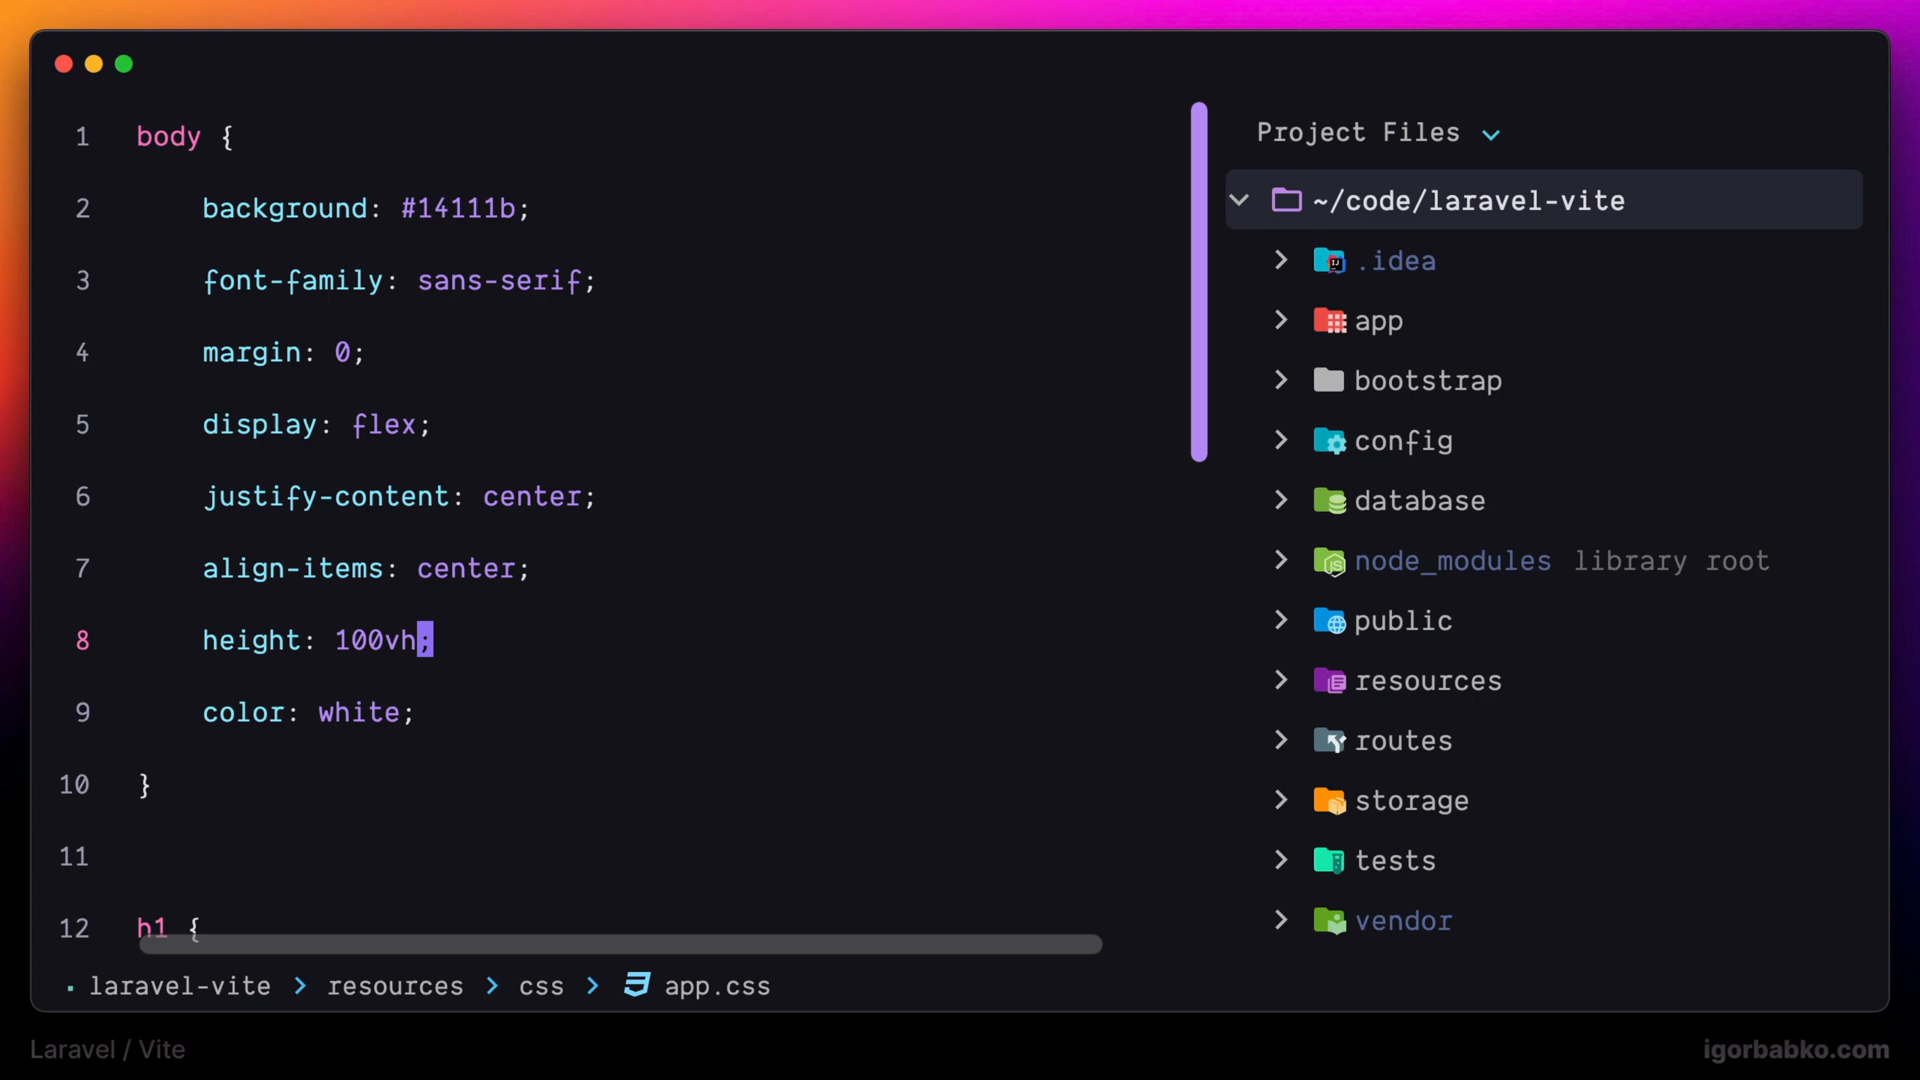 1 body {
2 background: #14111b;
3 font-family: sans-serif;
4 margin: 0;
5 display: flex;
6 justify-content: center;
7 align-items: center;
8 height: 100vh;
9 color: white;
10 }
11
12 h1 {
laravel-vite > resources > css > app.css
Project Files
~/code/laravel-vite
.idea
app
bootstrap
config
database
node_modules library root
public
resources
routes
storage
tests
vendor
Laravel / Vite
igorbabko.com